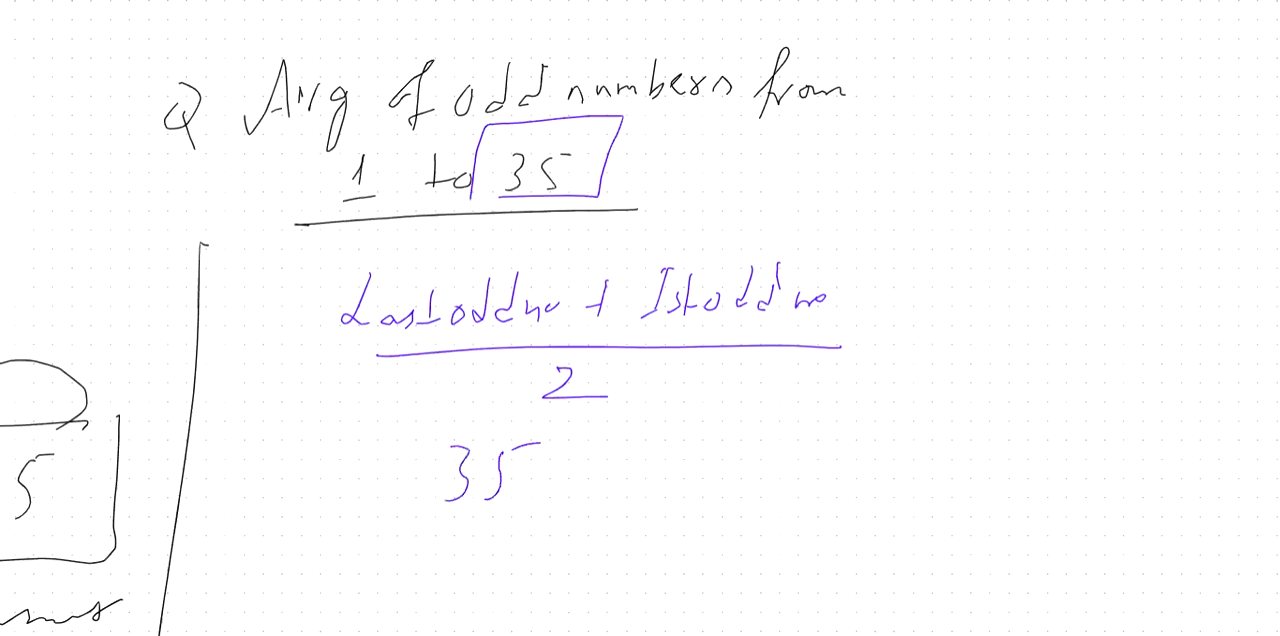 Q Avg of odd numbers from
1 to 35
Last odd no + Ist odd no
2
35
5